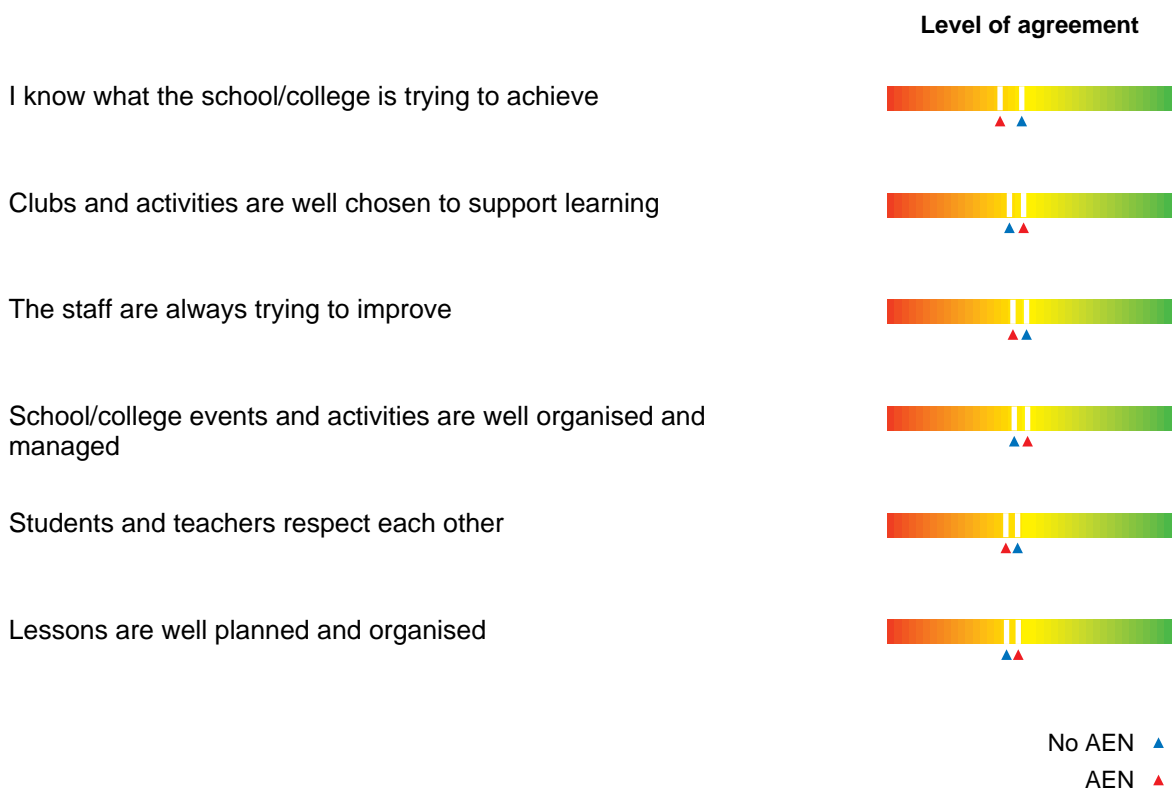 Level of agreement
I know what the school/college is trying to achieve
Clubs and activities are well chosen to support learning
The staff are always trying to improve
School/college events and activities are well organised and
managed
Students and teachers respect each other
Lessons are well planned and organised
No AEN
AEN